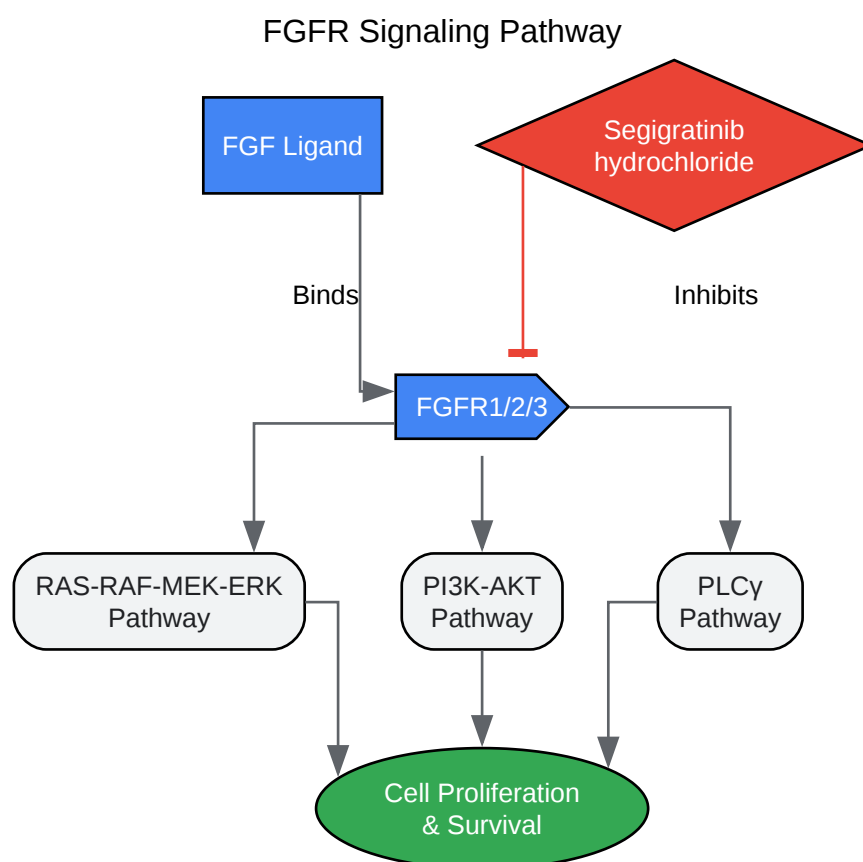 FGFR Signaling Pathway
FGF Ligand
Segigratinib
hydrochloride
Binds
Inhibits
FGFR1/2/3
RAS-RAF-MEK-ERK
Pathway
PI3K-AKT
Pathway
PLCγ
Pathway
Cell Proliferation
& Survival